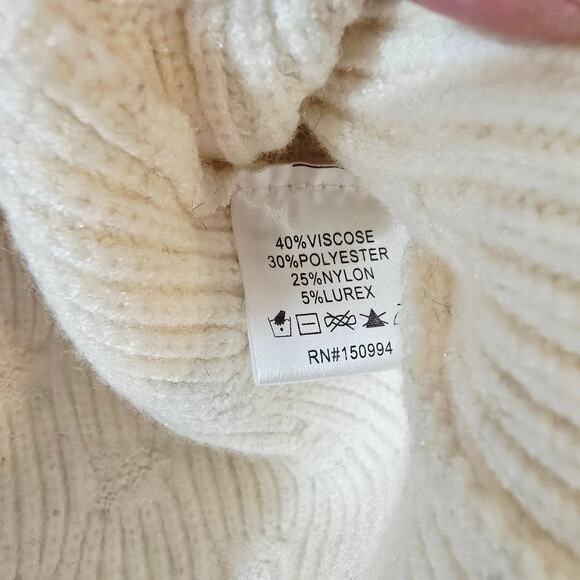 40%VISCOSE
30%POLYESTER
25%NYLON
5%LUREX
RN#150994